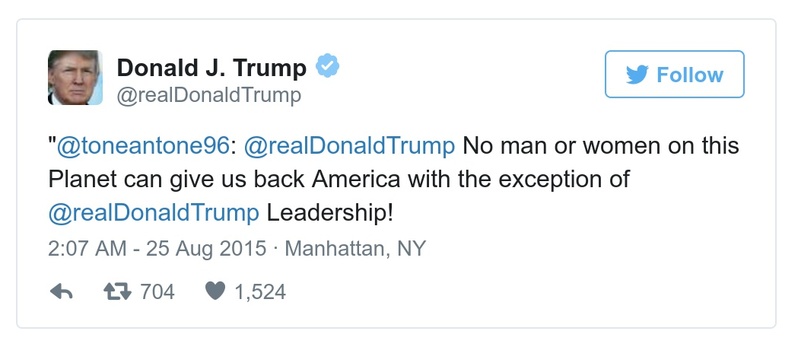 Donald J. Trump
@realDonaldTrump
Follow
"@toneantone96: @realDonaldTrump No man or women on this
Planet can give us back America with the exception of
@realDonaldTrump Leadership!
2:07 AM - 25 Aug 2015 · Manhattan, NY
704 1,524